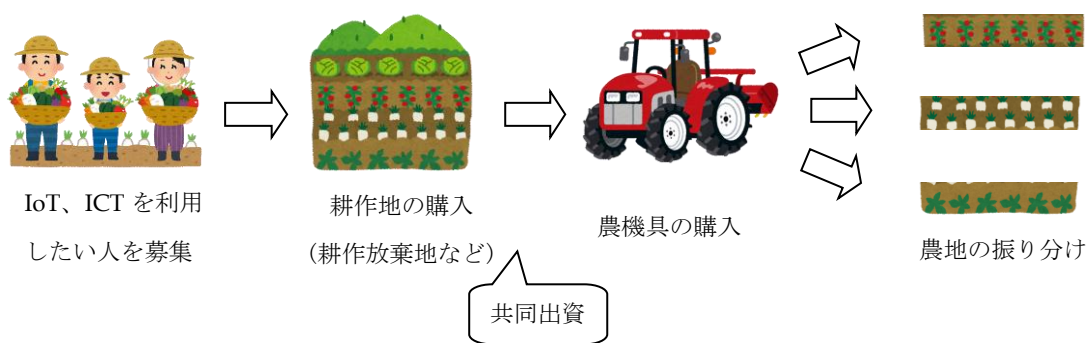 IoT、ICT を利用
したい人を募集
耕作地の購入
(耕作放棄地など)
共同出資
農機具の購入
農地の振り分け